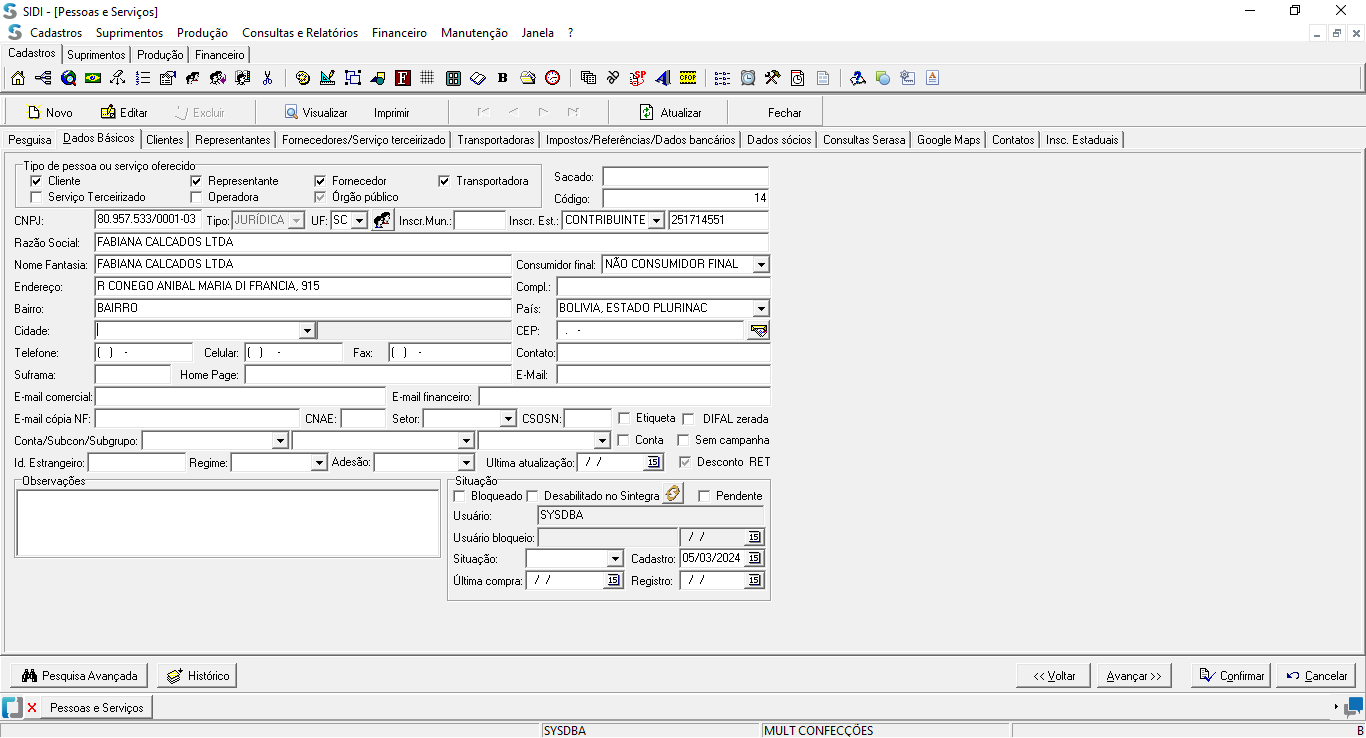 SIDI - [Pessoas e Serviços]
Cadastros Suprimentos Produção Consultas e Relatórios Financeiro Manutenção Janela ?
Cadastros Suprimentos Produção Financeiro
Novo Editar Excluir Visualizar Imprimir Atualizar Fechar
Pesquisa Dados Básicos Clientes Representantes Fornecedores/Serviço terceirizado Transportadoras Impostos/Referências/Dados bancários Dados sócios Consultas Serasa Google Maps Contatos Insc. Estaduais
Tipo de pessoa ou serviço oferecido
Cliente Representante Fornecedor Transportadora Sacado:
Serviço Terceirizado Operadora Órgão público Código: 14
CNPJ: 80.957.533/0001-03 Tipo: JURÍDICA UF: SC Inscr.Mun.: Inscr. Est.: CONTRIBUINTE 251714551
Razão Social: FABIANA CALCADOS LTDA
Nome Fantasia: FABIANA CALCADOS LTDA Consumidor final: NÃO CONSUMIDOR FINAL
Endereço: R CONEGO ANIBAL MARIA DI FRANCIA, 915 Compl.:
Bairro: BAIRRO País: BOLIVIA, ESTADO PLURINAC
Cidade: CEP: . -
Telefone: ( ) - Celular: ( ) - Fax: ( ) - Contato:
Suframa: Home Page: E-Mail:
E-mail comercial: E-mail financeiro:
E-mail cópia NF: CNAE: Setor: CSOSN: Etiqueta DIFAL zerada
Conta/Subcon/Subgrupo: Conta Sem campanha
Id. Estrangeiro: Regime: Adesão: Ultima atualização: / / 15 Desconto RET
Observações Situação
Bloqueado Desabilitado no Sintegra Pendente
Usuário: SYSDBA
Usuário bloqueio: / / 15
Situação: Cadastro: 05/03/2024 15
Última compra: / / 15 Registro: / / 15
Pesquisa Avançada Histórico << Voltar Avançar >> Confirmar Cancelar
Pessoas e Serviços
SYSDBA MULT CONFECÇÕES B